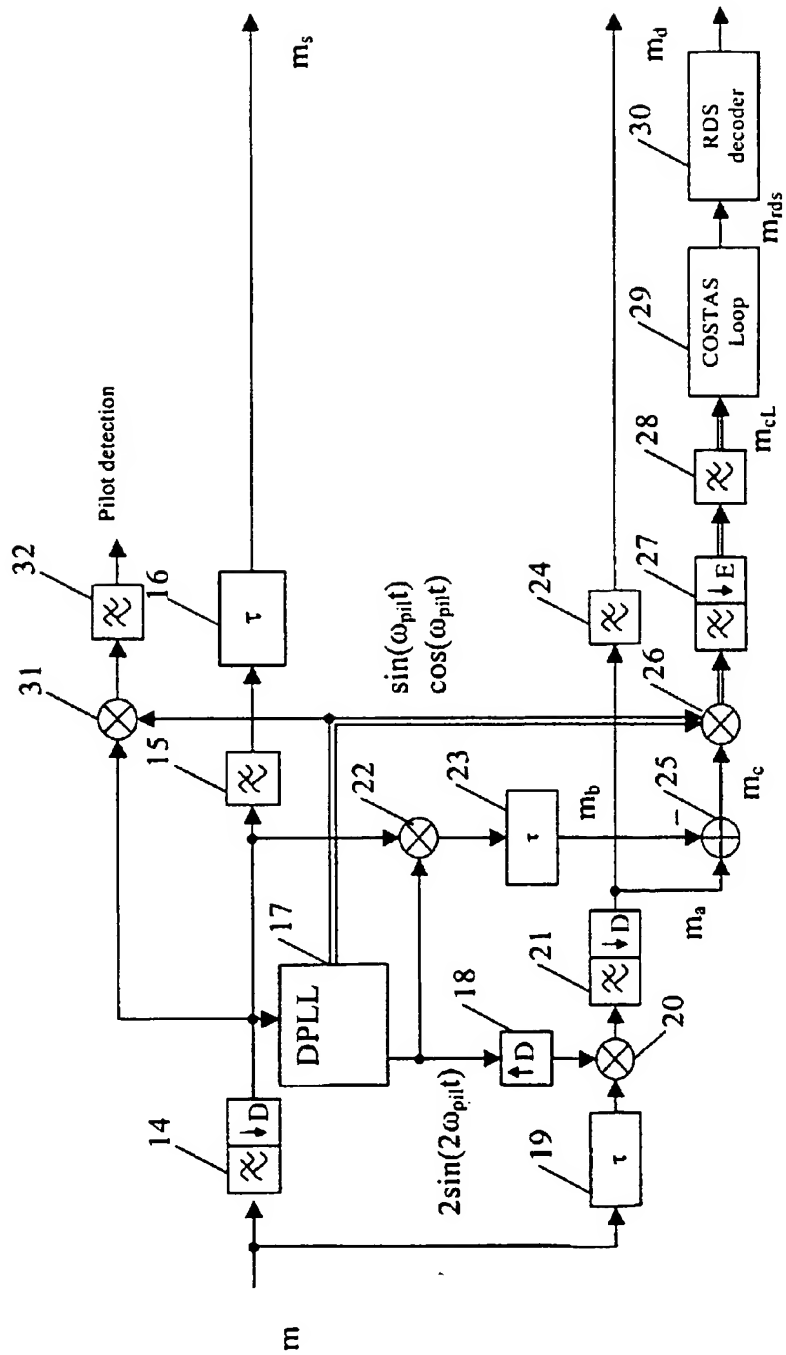 m
14
↓D
15
16
τ
m_s
31
32
Pilot detection
17
DPLL
sin(ω_pil t)
cos(ω_pil t)
2sin(2ω_pil t)
18
↑D
19
τ
20
21
↓D
22
23
τ
m_b
m_a
24
m_d
25
−
m_c
26
27
↓E
28
m_cL
29
COSTAS
Loop
m_rds
30
RDS
decoder